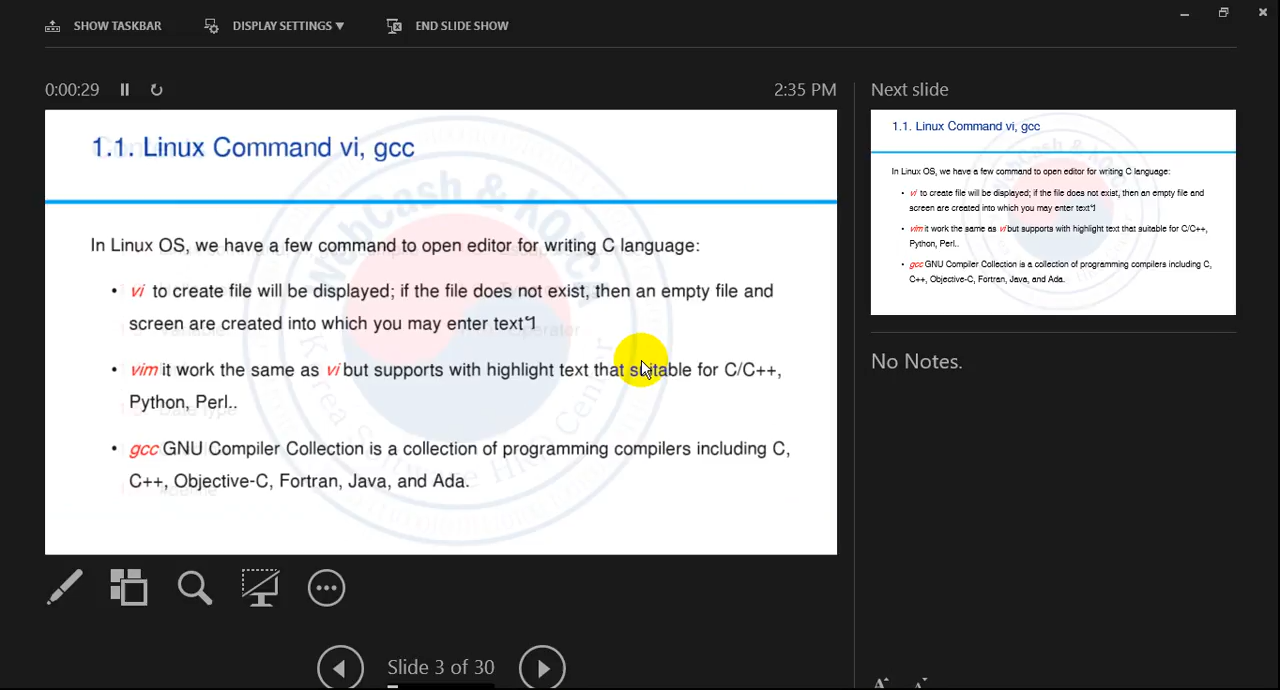 SHOW TASKBAR DISPLAY SETTINGS ▼ END SLIDE SHOW
0:00:29 2:35 PM
1.1. Linux Command vi, gcc
In Linux OS, we have a few command to open editor for writing C language:
• vi to create file will be displayed; if the file does not exist, then an empty file and
screen are created into which you may enter text
• vim it work the same as vi but supports with highlight text that suitable for C/C++,
Python, Perl..
• gcc GNU Compiler Collection is a collection of programming compilers including C,
C++, Objective-C, Fortran, Java, and Ada.
WebCash & KOICA
Korea Software HRD Center
Slide 3 of 30
Next slide
1.1. Linux Command vi, gcc
In Linux OS, we have a few command to open editor for writing C language:
• vi to create file will be displayed; if the file does not exist, then an empty file and
screen are created into which you may enter text
• vim it work the same as vi but supports with highlight text that suitable for C/C++,
Python, Perl..
• gcc GNU Compiler Collection is a collection of programming compilers including C,
C++, Objective-C, Fortran, Java, and Ada.
No Notes.